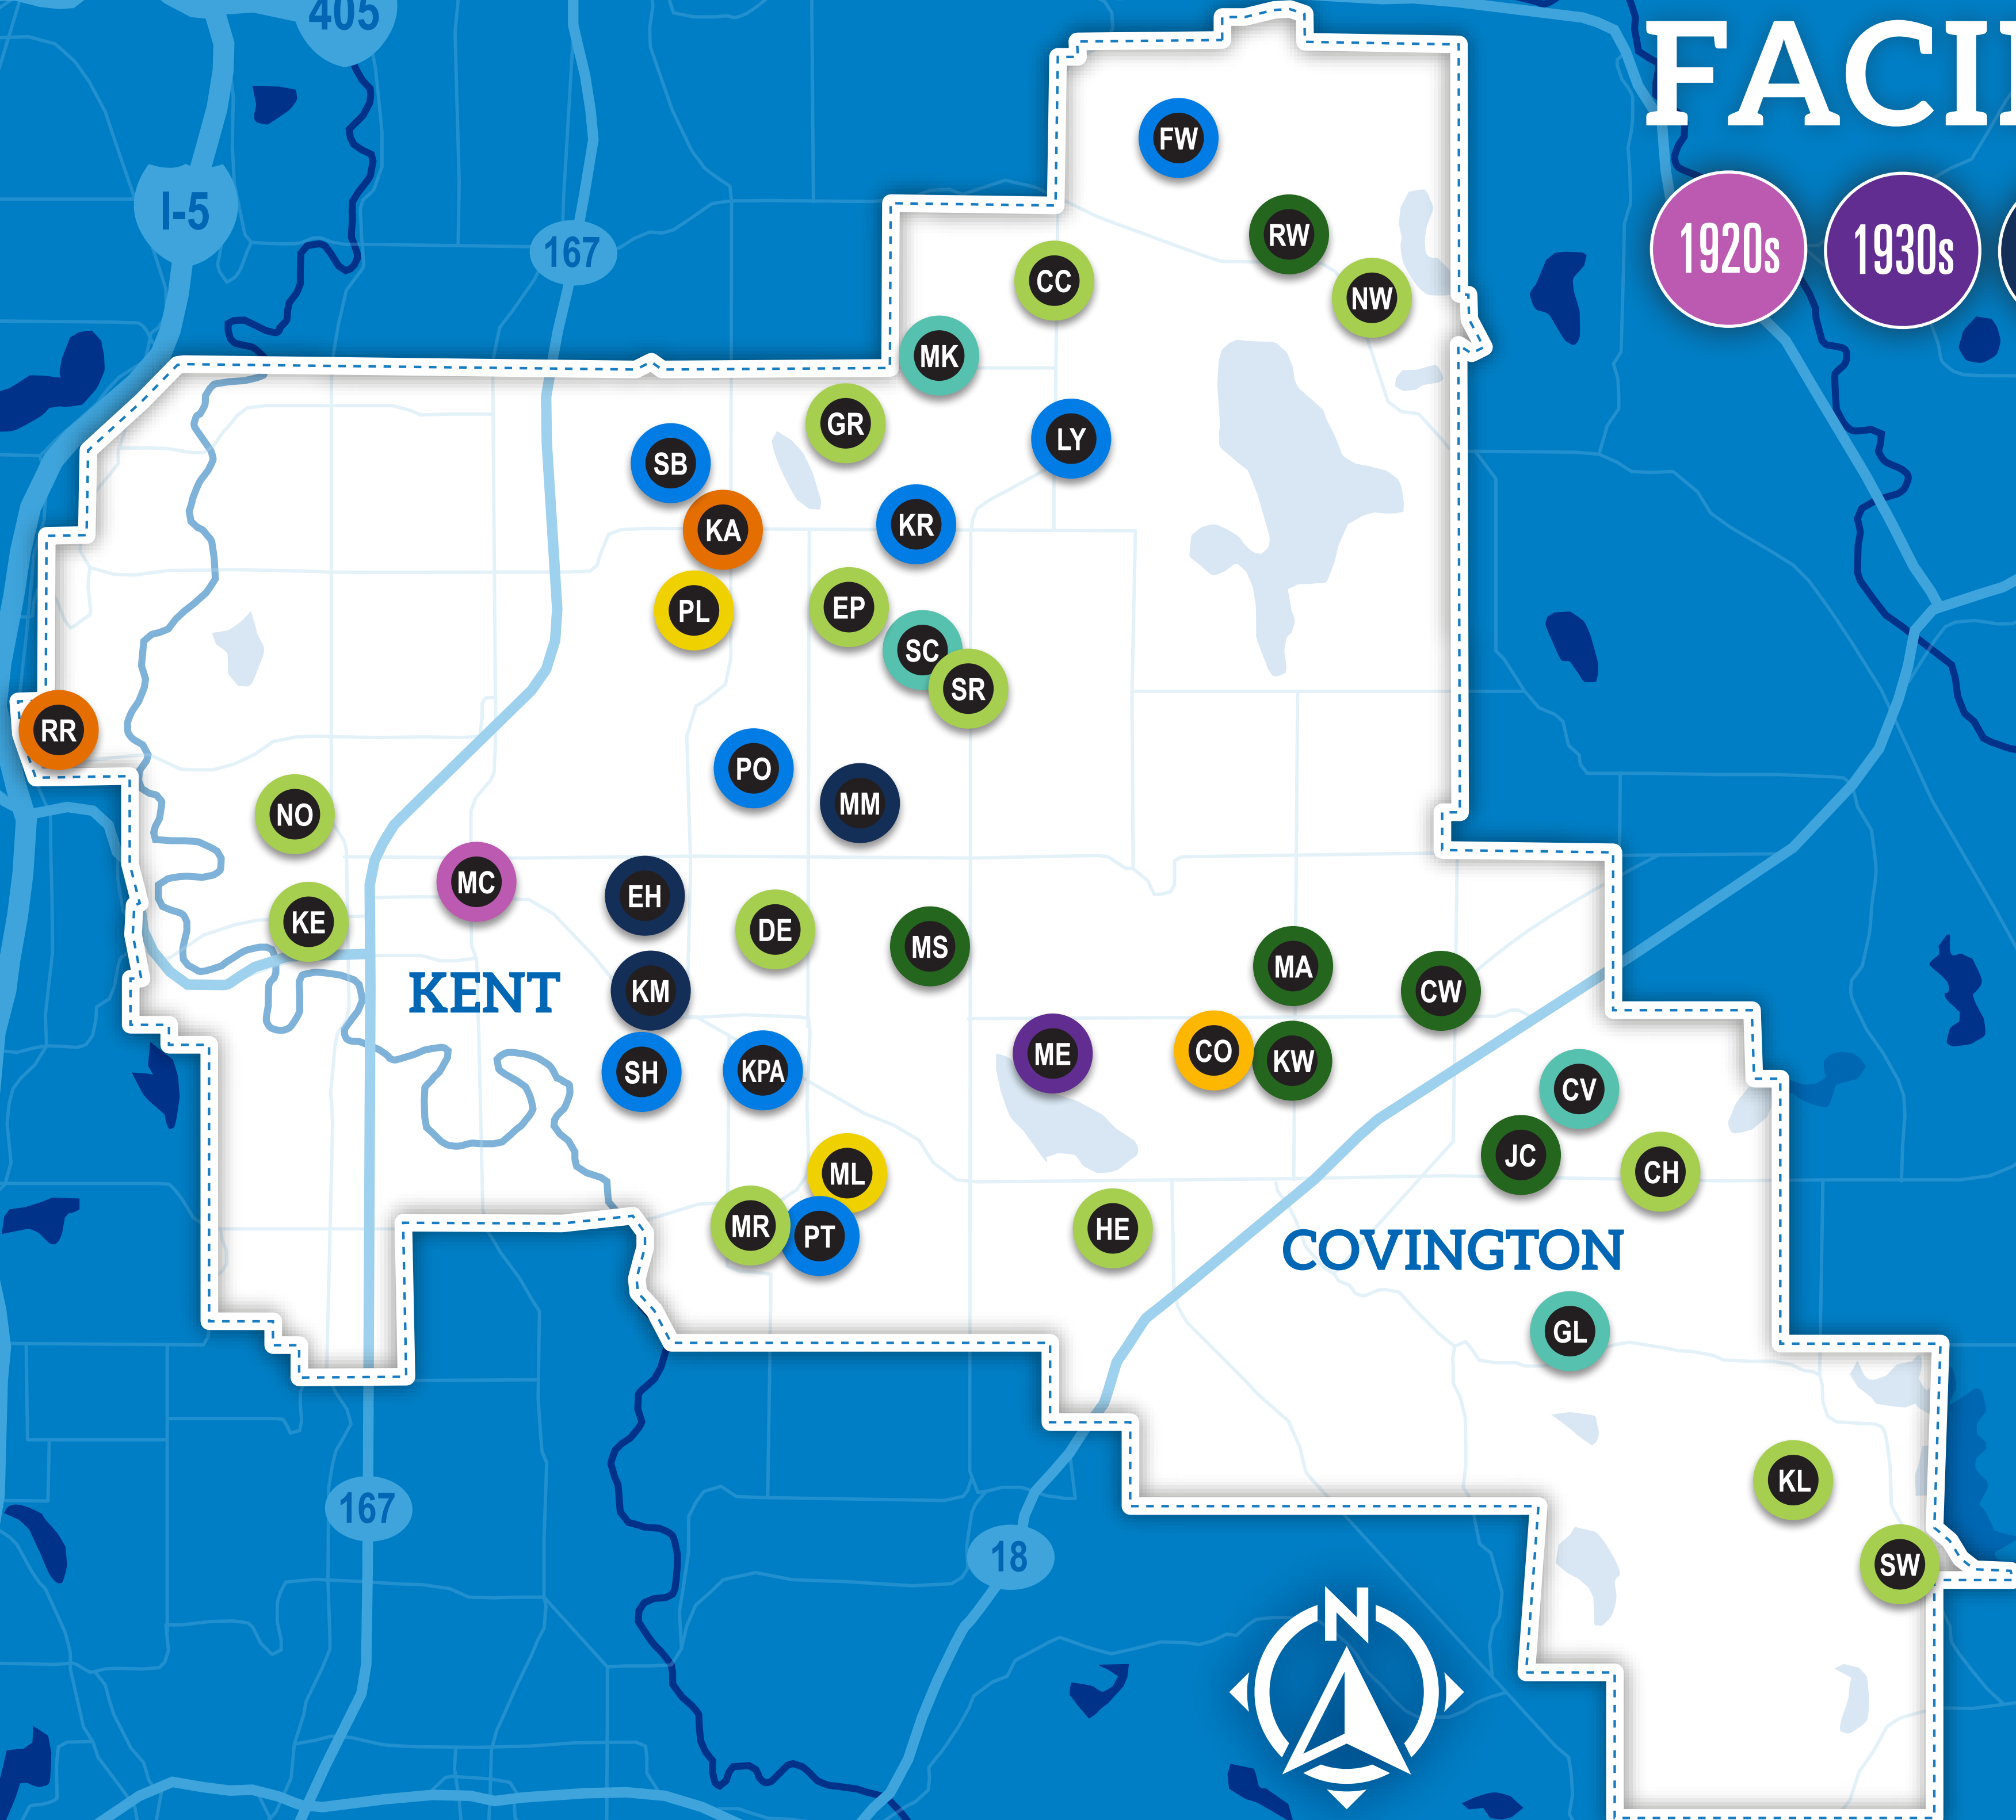 405
FACI
FW
I-5
RW
1920s
1930s
167
CC
NW
MK
GR
LY
SB
KR
KA
EP
PL
SC
SR
RR
PO
MM
NO
MC
EH
KE
DE
MS
MA
KENT
KM
CW
CO
ME
KW
SH
KPA
CV
JC
ML
CH
MR
PT
HE
COVINGTON
GL
KL
167
18
SW
N